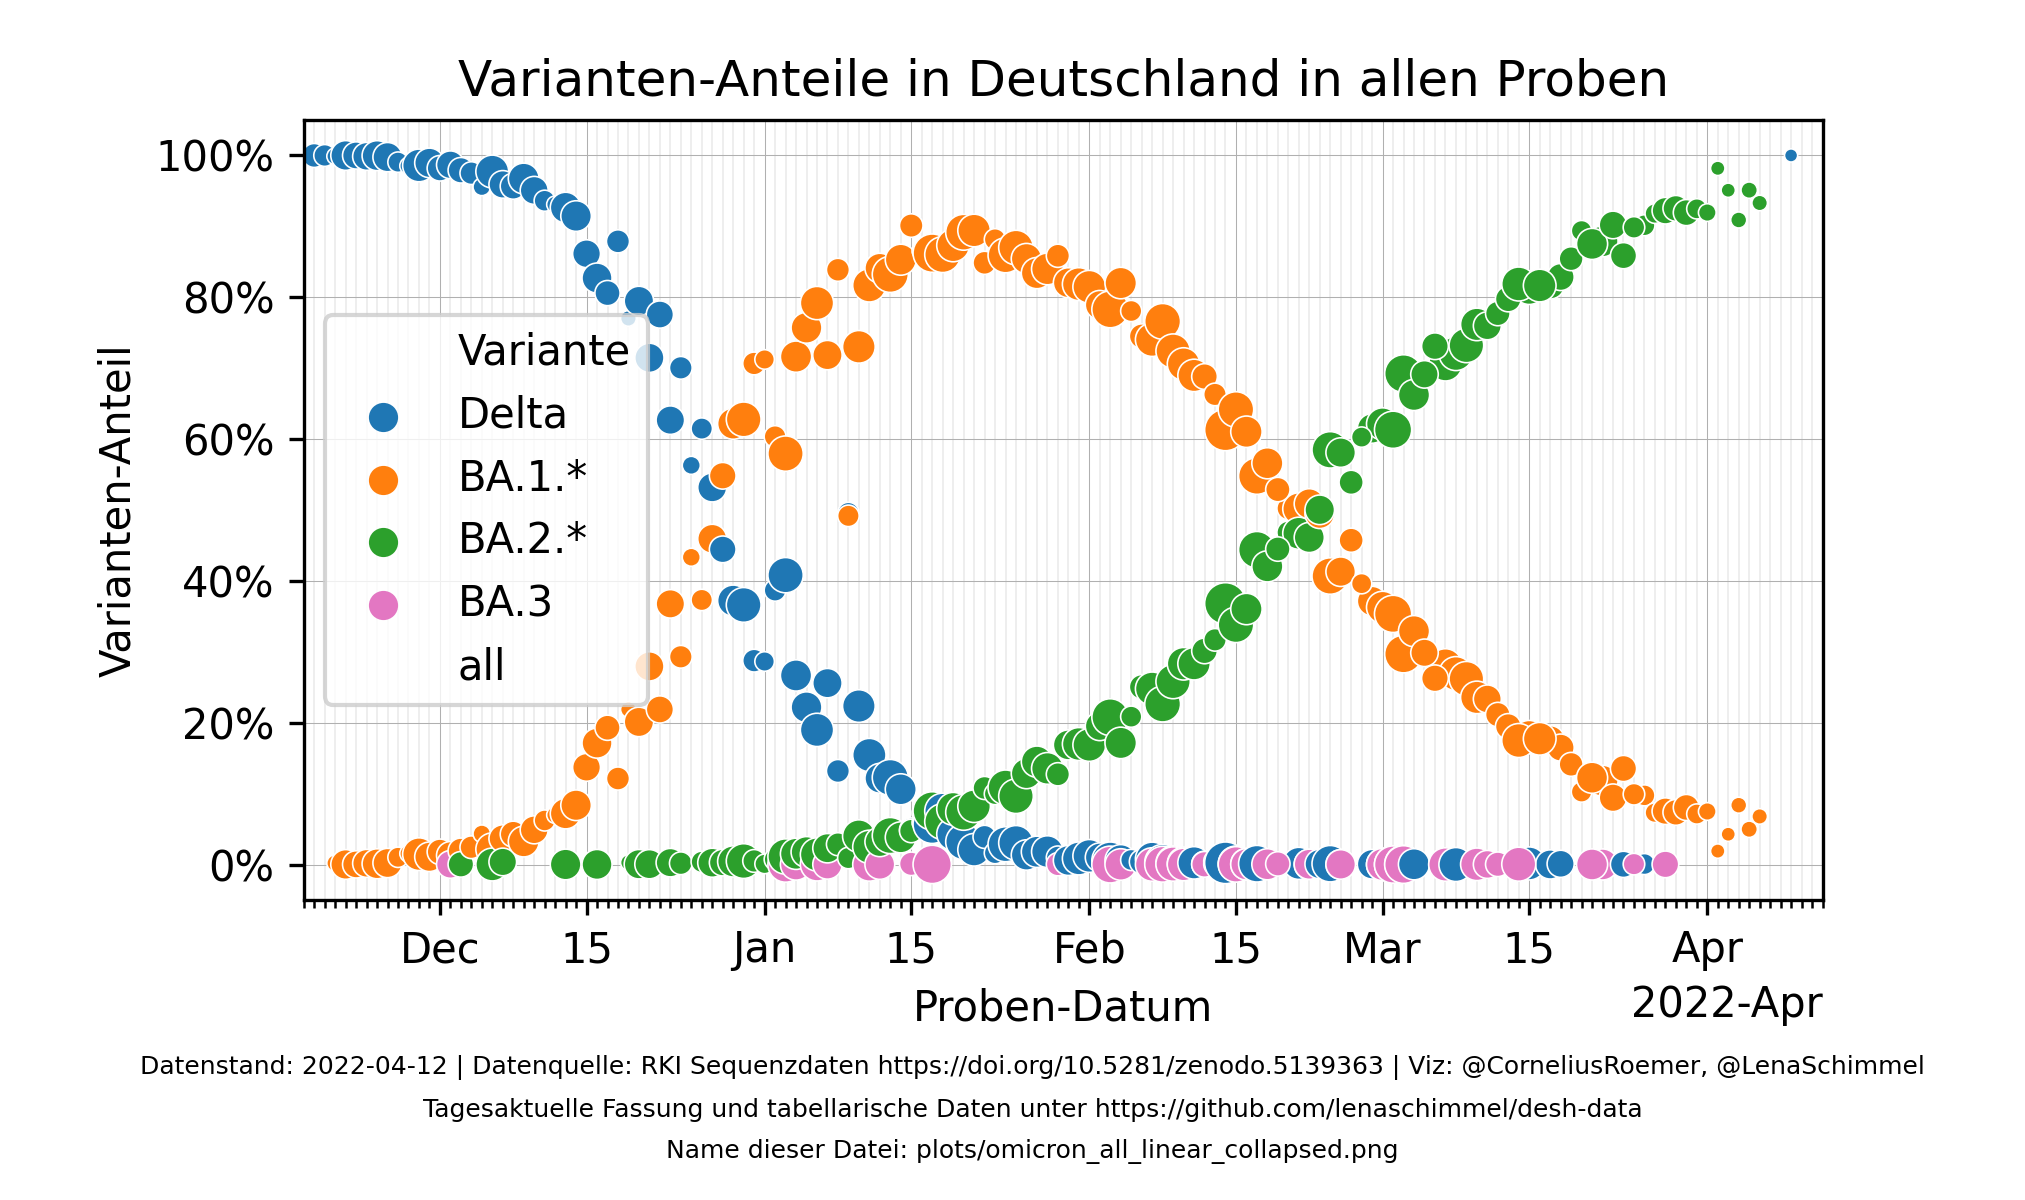 Varianten-Anteile in Deutschland in allen Proben
Varianten-Anteil
100%
80%
60%
40%
20%
0%
Variante
Delta
BA.1.*
BA.2.*
BA.3
all
Dec 15 Jan 15 Feb 15 Mar 15 Apr
Proben-Datum
2022-Apr
Datenstand: 2022-04-12 | Datenquelle: RKI Sequenzdaten https://doi.org/10.5281/zenodo.5139363 | Viz: @CorneliusRoemer, @LenaSchimmel
Tagesaktuelle Fassung und tabellarische Daten unter https://github.com/lenaschimmel/desh-data
Name dieser Datei: plots/omicron_all_linear_collapsed.png